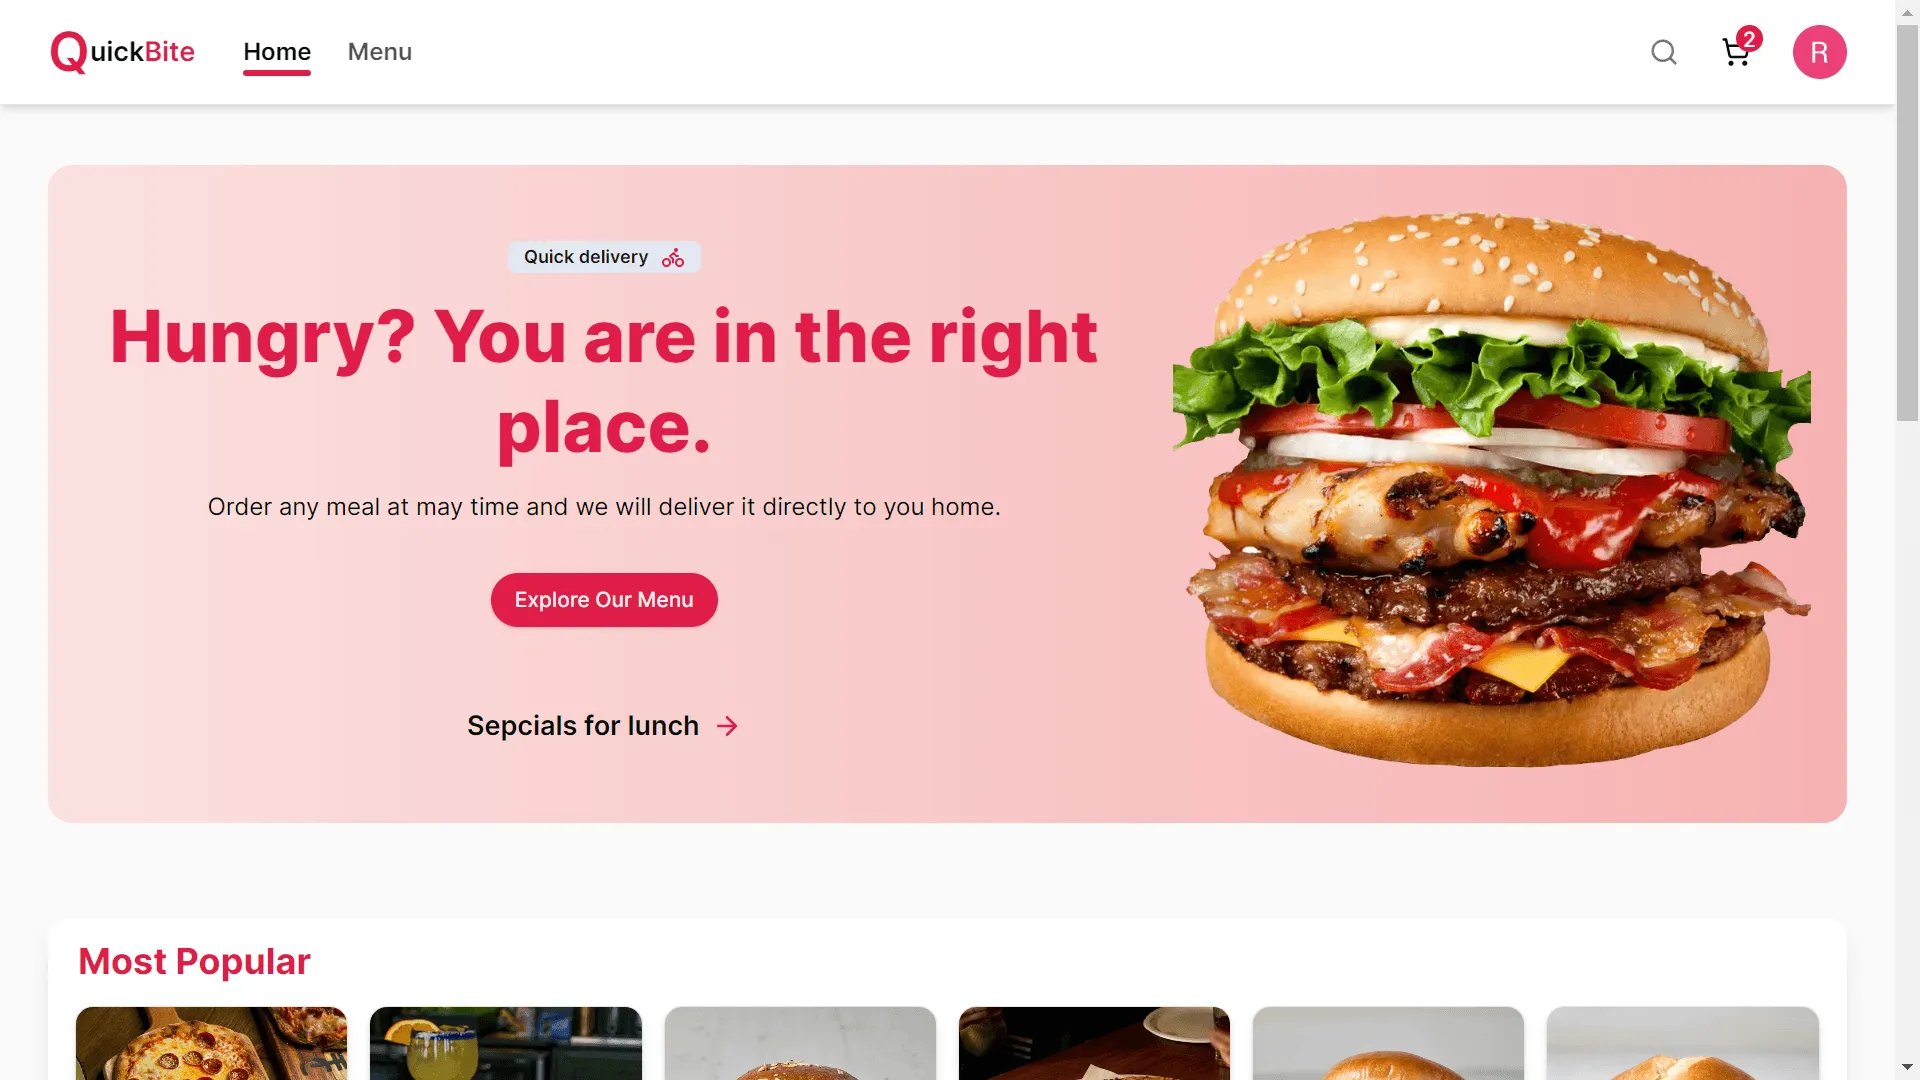 QuickBite
Home
Menu
2
R
Quick delivery
Hungry? You are in the right
place.
Order any meal at may time and we will deliver it directly to you home.
Explore Our Menu
Sepcials for lunch
Most Popular